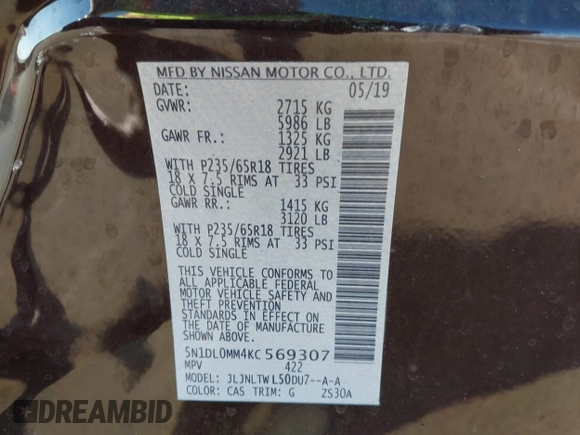 MFD BY NISSAN MOTOR CO., LTD.
DATE: 05/19
GVWR: 2715 KG
5986 LB
GAWR FR.: 1325 KG
2921 LB
WITH P235/65R18 TIRES
18 X 7.5 RIMS AT 33 PSI
COLD SINGLE
GAWR RR.: 1415 KG
3120 LB
WITH P235/65R18 TIRES
18 X 7.5 RIMS AT 33 PSI
COLD SINGLE
THIS VEHICLE CONFORMS TO
ALL APPLICABLE FEDERAL
MOTOR VEHICLE SAFETY AND
THEFT PREVENTION
STANDARDS IN EFFECT ON
THE DATE OF MANUFACTURE
SHOWN ABOVE.
5N1DL0MM4KC569307
MPV 422
MODEL: JLJNLTWL50DU7--A-A
COLOR: CAS TRIM: G ZS30A
DREAMBID